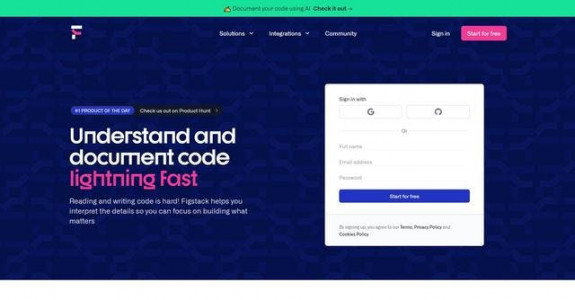 Document your code using AI Check it out →
Solutions Integrations Community Sign in Start for free
#1 PRODUCT OF THE DAY Check us out on Product Hunt
Understand and
document code
lightning fast
Reading and writing code is hard! Figstack helps you
interpret the details so you can focus on building what
matters
Sign in with
Or
Full name
Email address
Password
Start for free
By signing up, you agree to our Terms, Privacy Policy and
Cookies Policy.